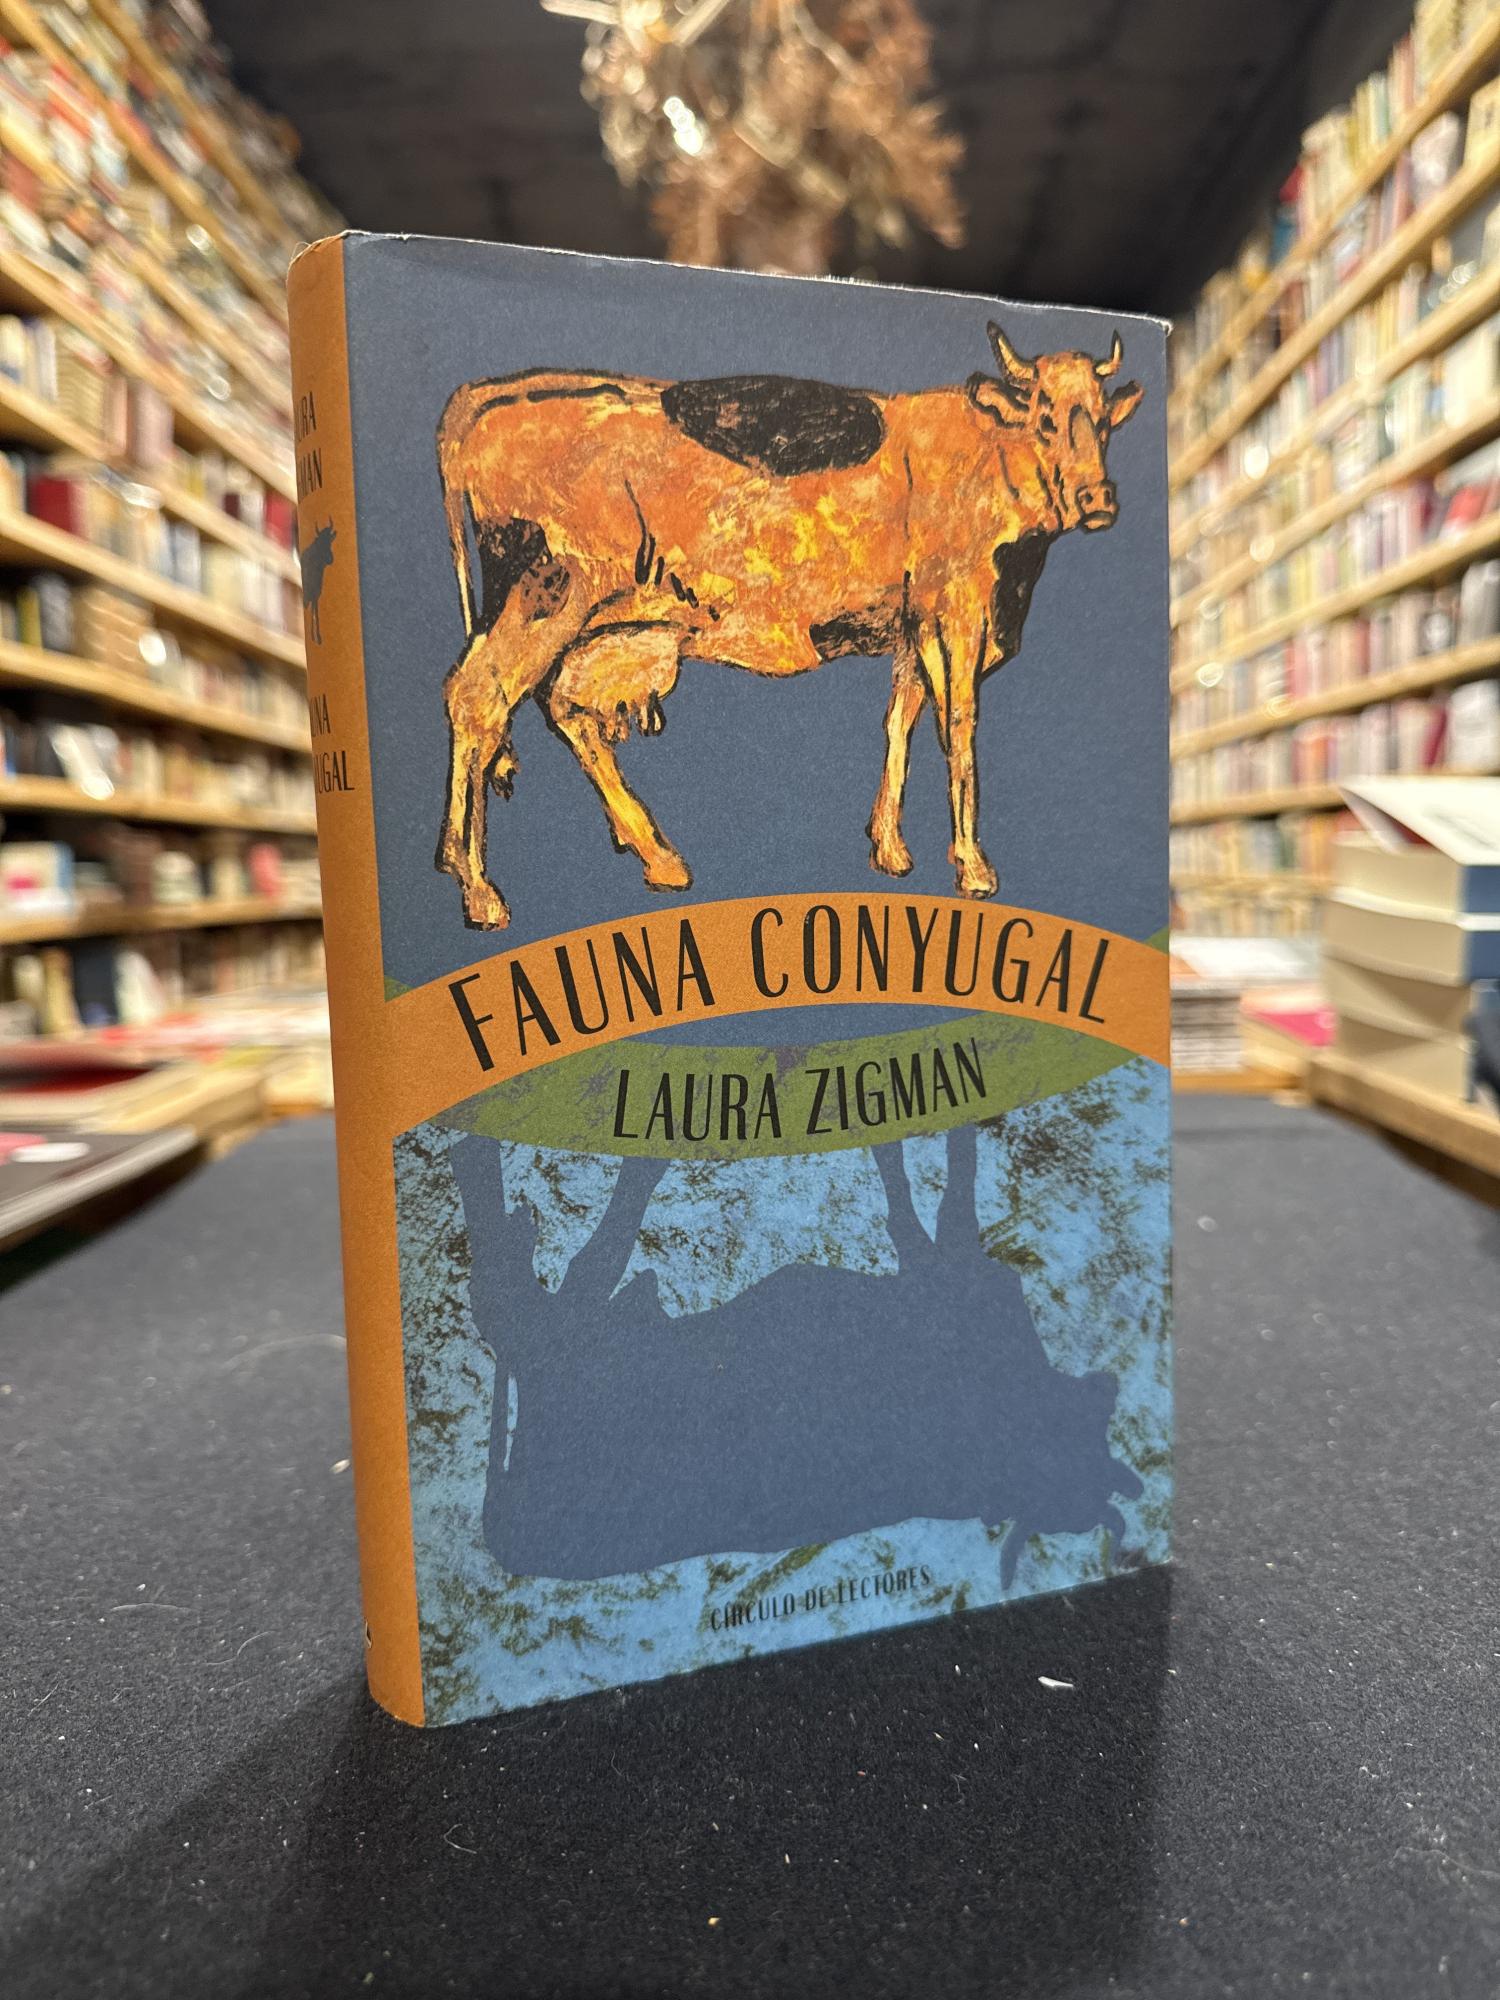 FAUNA CONYUGAL
LAURA ZIGMAN
CÍRCULO DE LECTORES